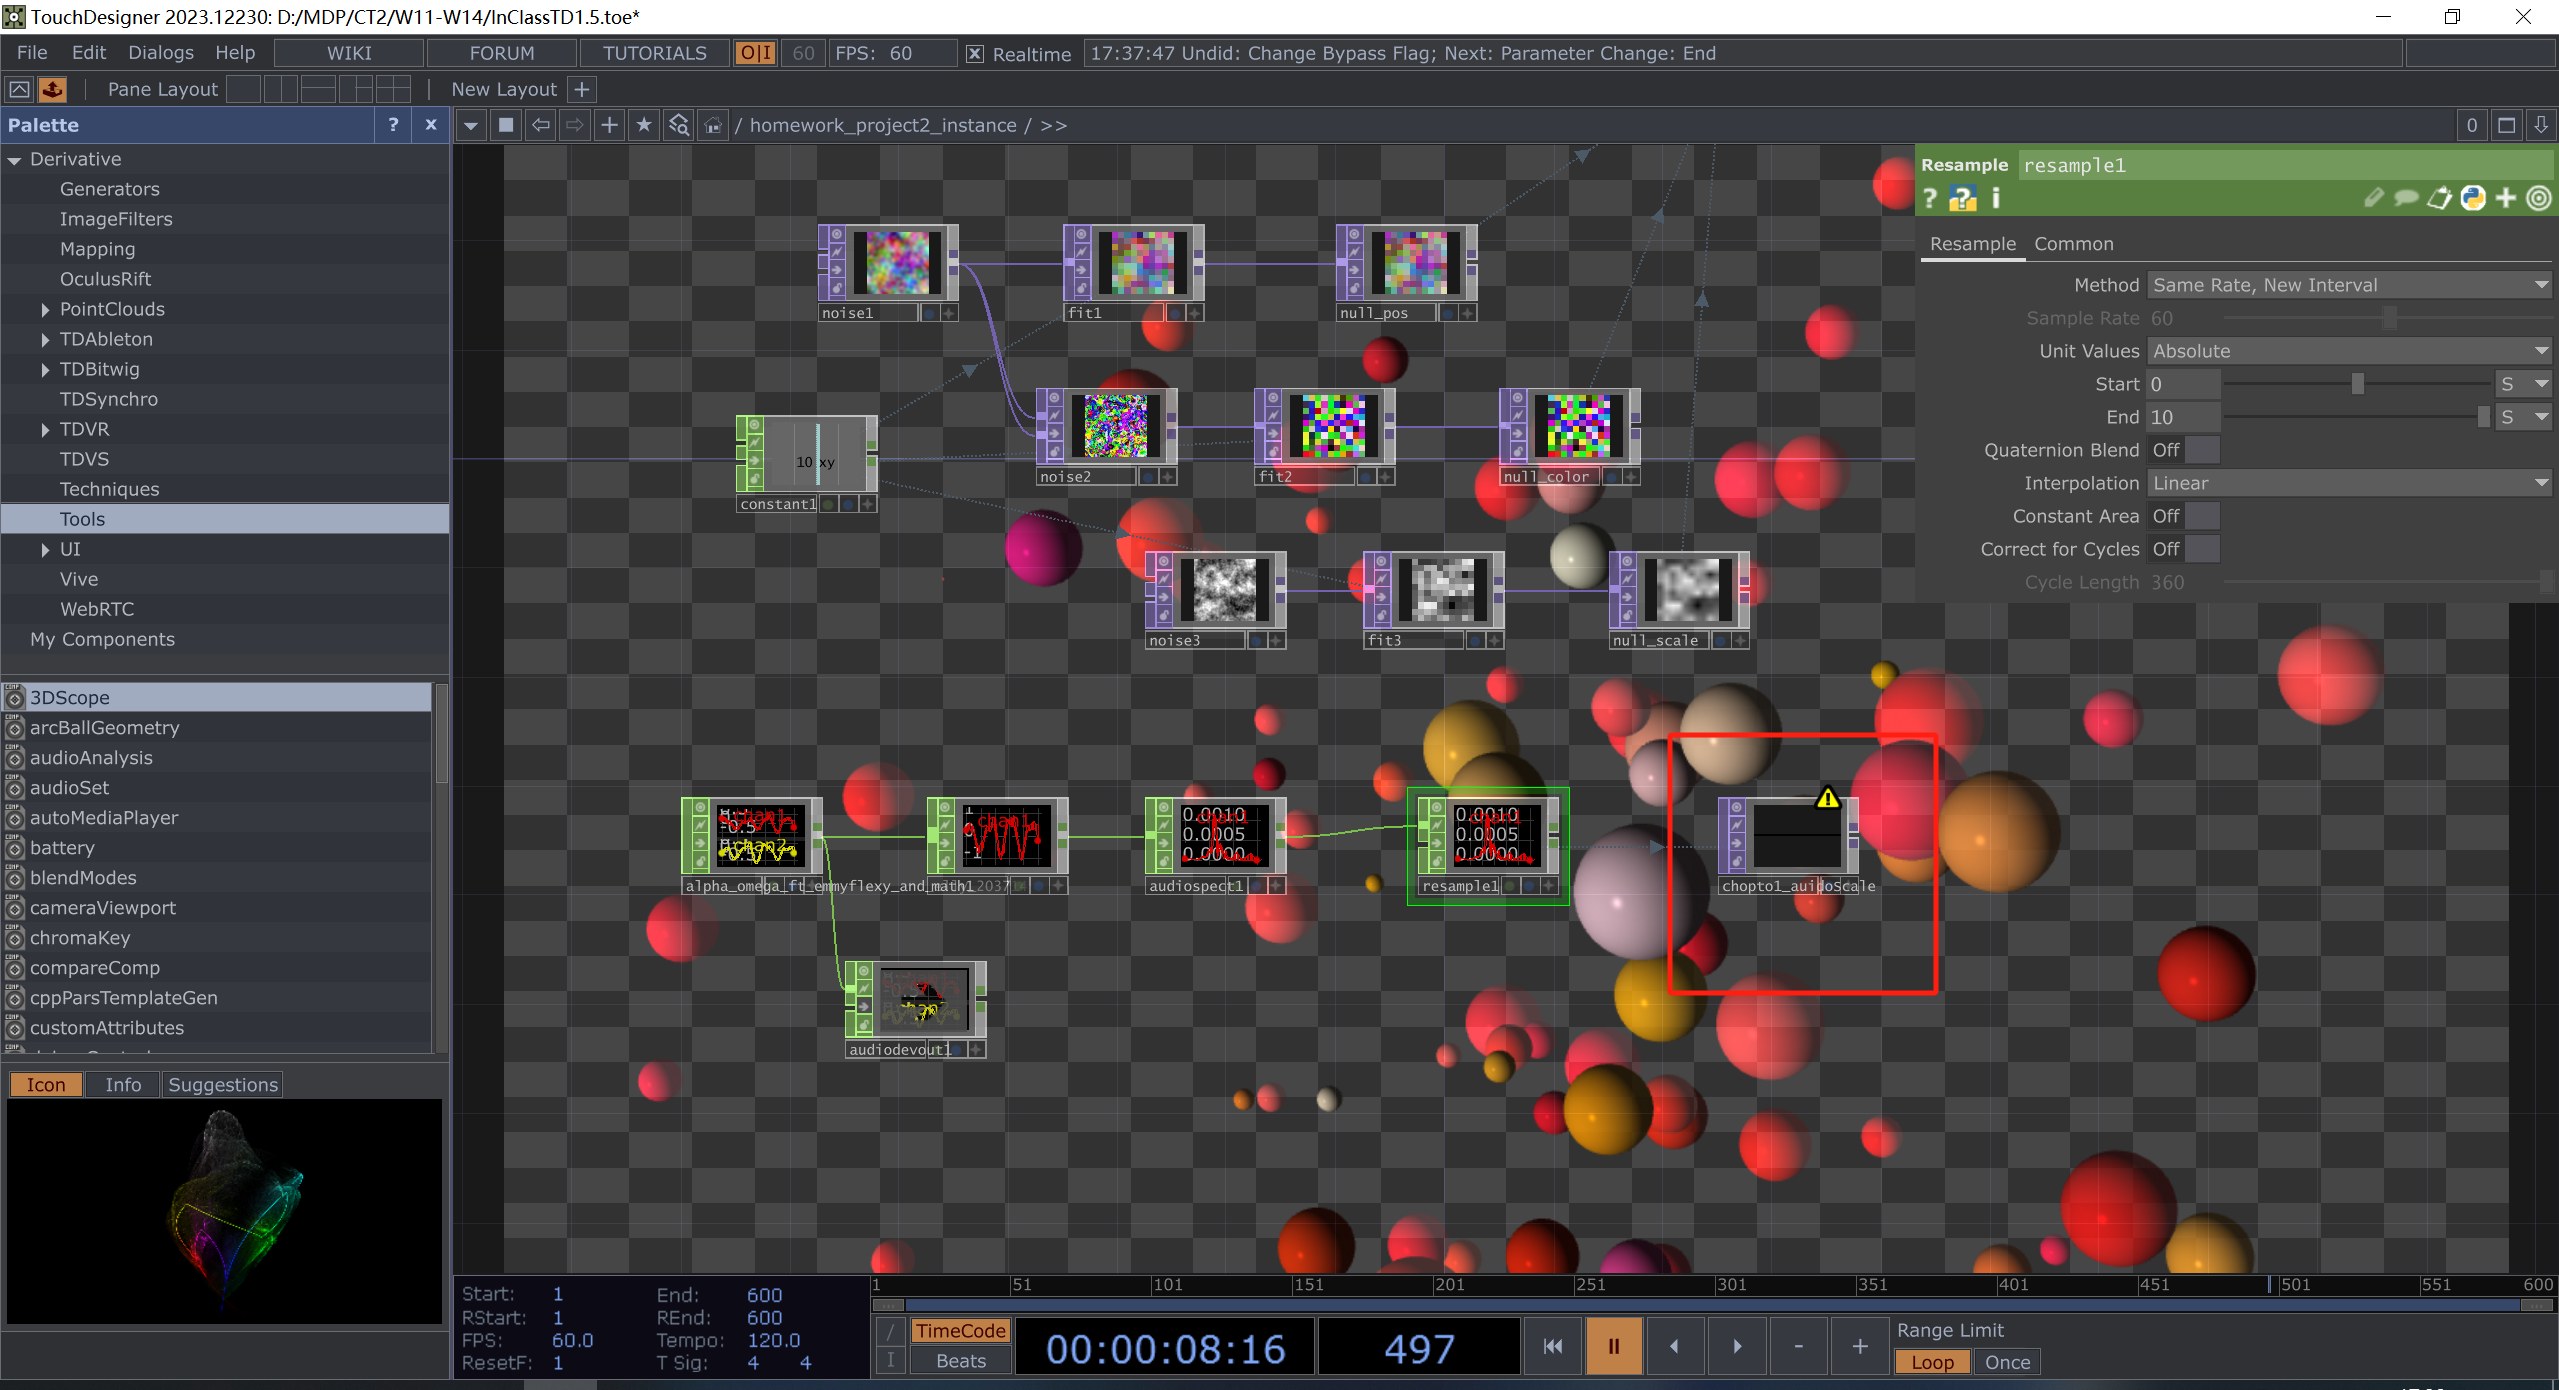 TouchDesigner 2023.12230: D:/MDP/CT2/W11-W14/InClassTD1.5.toe*
File Edit Dialogs Help WIKI FORUM TUTORIALS O|I 60 FPS: 60 Realtime 17:37:47 Undid: Change Bypass Flag; Next: Parameter Change: End
Pane Layout New Layout
Palette ? x
/ homework_project2_instance / >> 0
Derivative
Generators
ImageFilters
Mapping
OculusRift
PointClouds
TDAbleton
TDBitwig
TDSynchro
TDVR
TDVS
Techniques
Tools
UI
Vive
WebRTC
My Components
3DScope
arcBallGeometry
audioAnalysis
audioSet
autoMediaPlayer
battery
blendModes
cameraViewport
chromaKey
compareComp
cppParsTemplateGen
customAttributes
Icon Info Suggestions
noise1 fit1 null_pos
10 xy
constant1 noise2 fit2 null_color
noise3 fit3 null_scale
chan1
chan2
chan1
0.0010
0.0005
0.0000
chan1
0.0010
0.0005
0.0000
chan1
alpha_omega_ft_emmyflexy_and_ math1 audiospect1 resample1 chopto1_auidoScale
audiodevout1
Resample resample1
Resample Common
Method Same Rate, New Interval
Sample Rate 60
Unit Values Absolute
Start 0 S
End 10 S
Quaternion Blend Off
Interpolation Linear
Constant Area Off
Correct for Cycles Off
Cycle Length 360
1 51 101 151 201 251 301 351 401 451 501 551 600
Start: 1 End: 600
RStart: 1 REnd: 600
FPS: 60.0 Tempo: 120.0
ResetF: 1 T Sig: 4 4
TimeCode
Beats
00:00:08:16 497
Range Limit
Loop Once